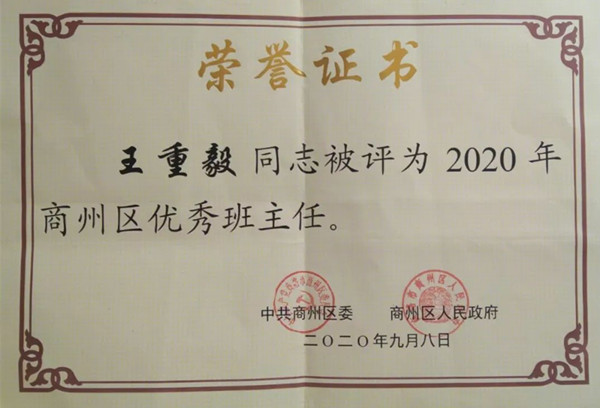 荣誉证书
王重毅 同志被评为 2020 年
商州区优秀班主任。
中共商州区委 商州区人民政府
二〇二〇年九月八日